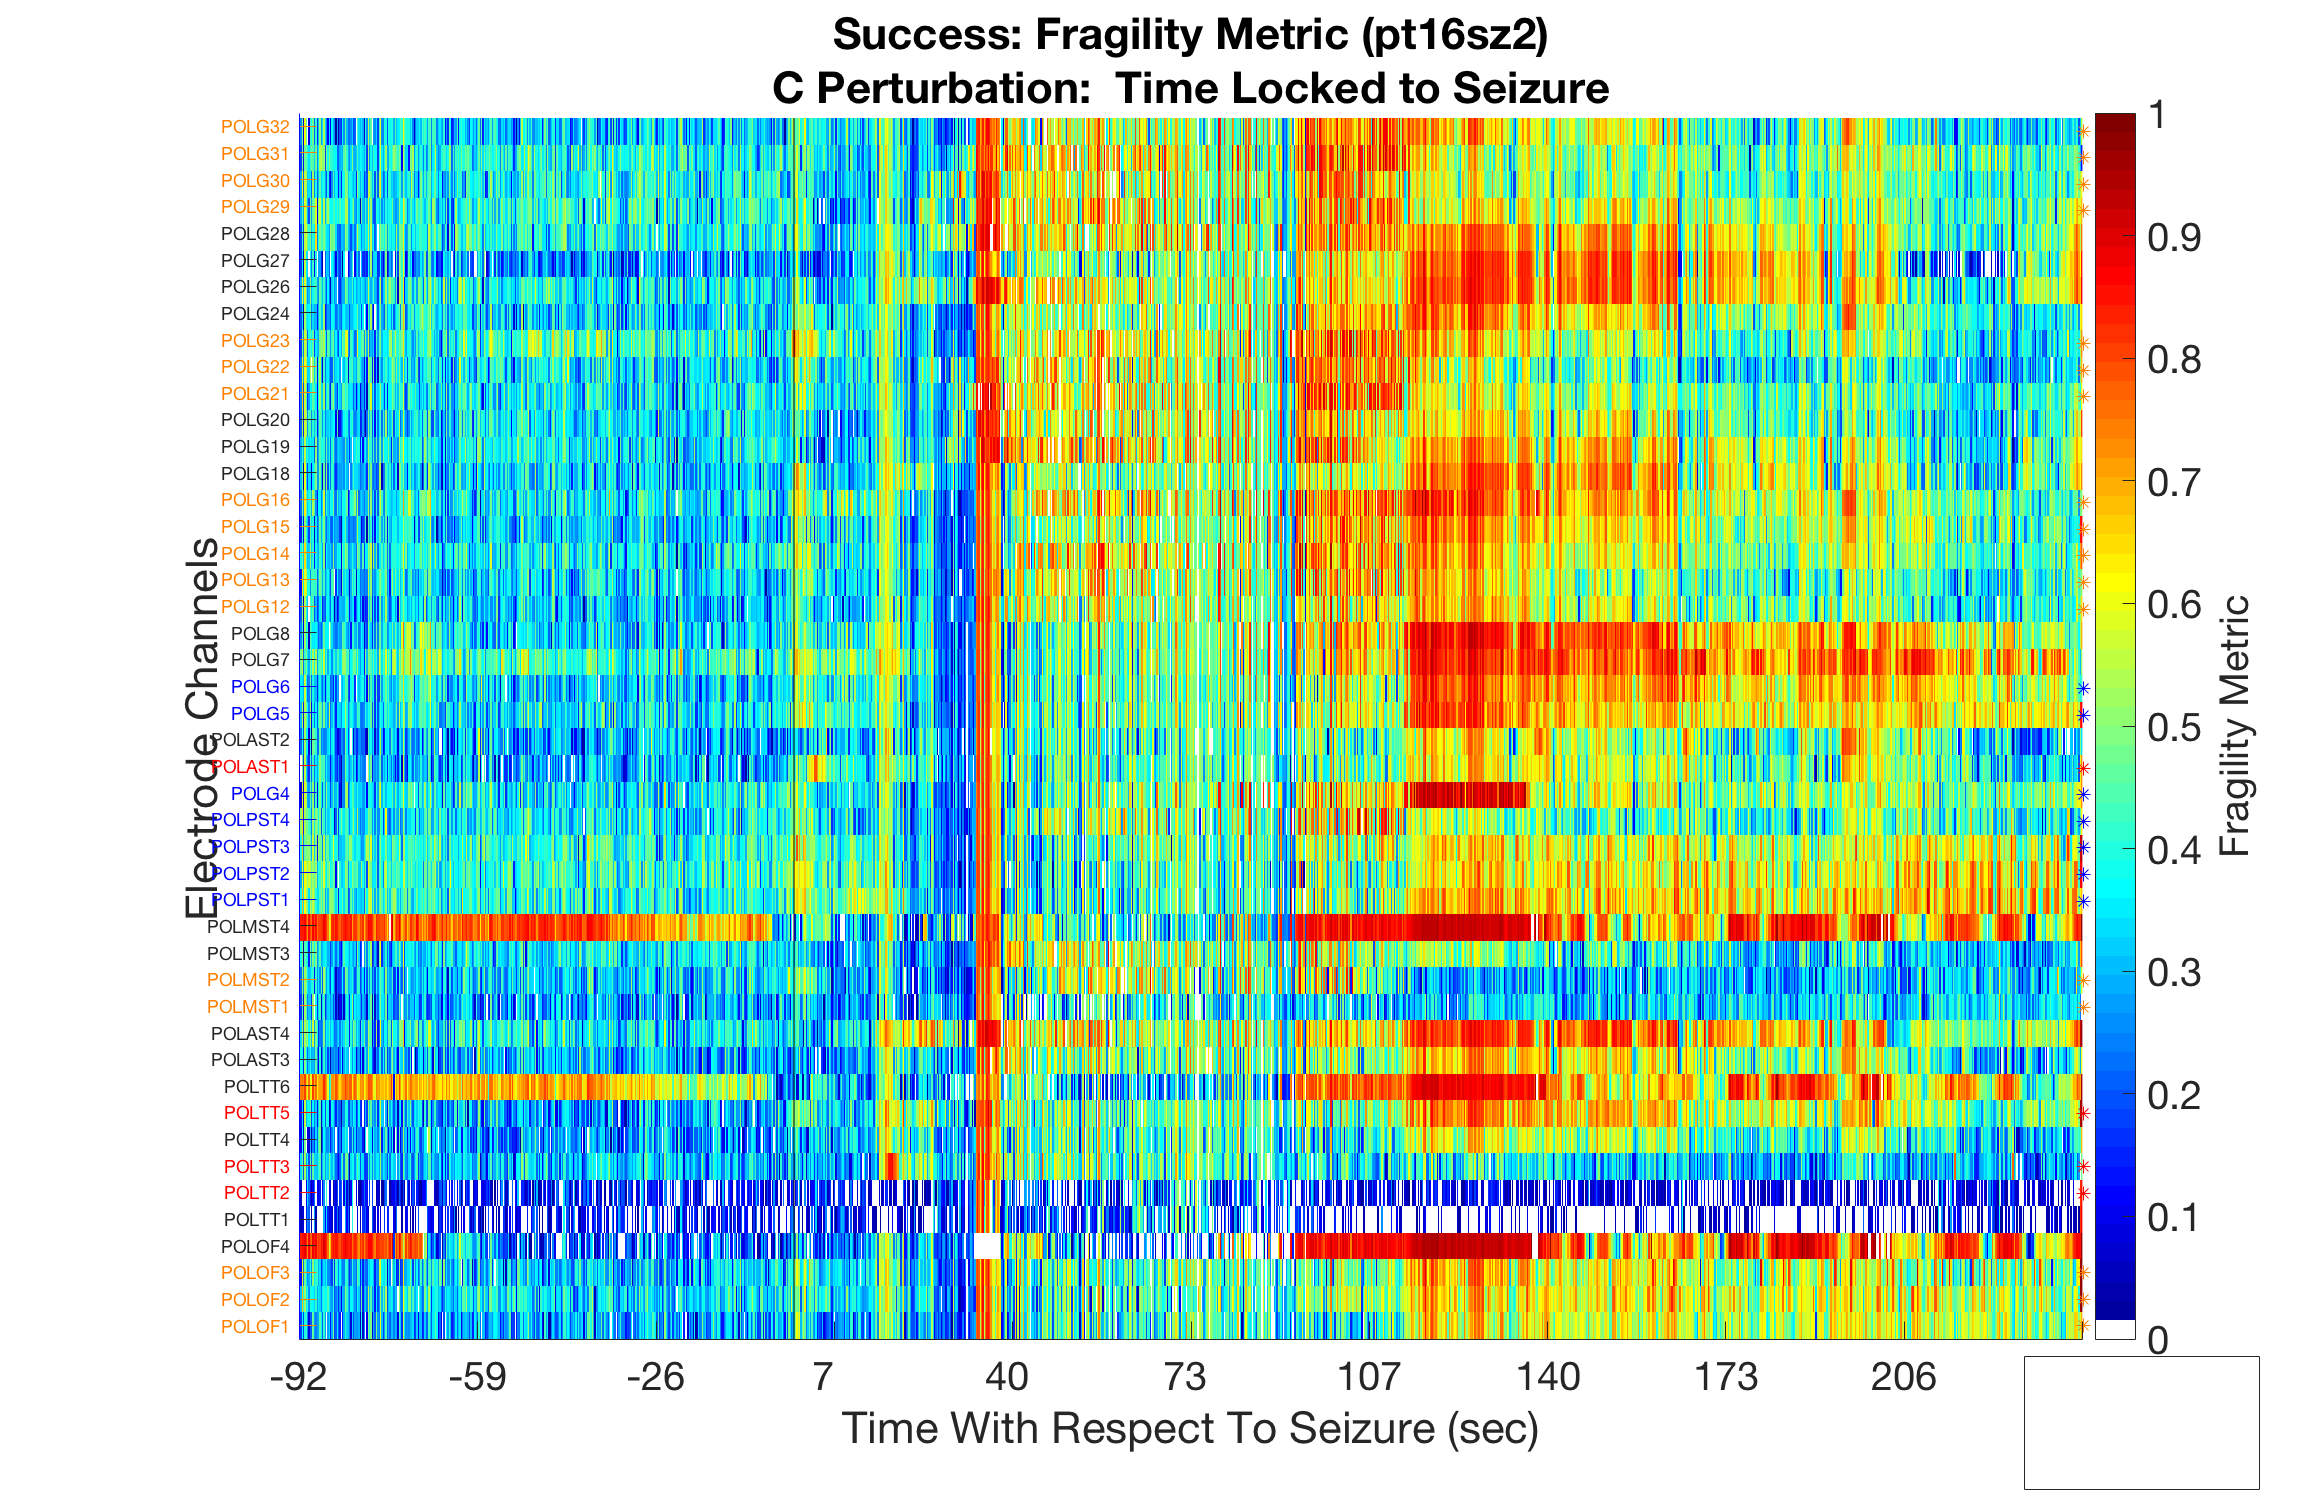 Success: Fragility Metric (pt16sz2)
C Perturbation: Time Locked to Seizure
Electrode Channels
POLG32
POLG31
POLG30
POLG29
POLG28
POLG27
POLG26
POLG24
POLG23
POLG22
POLG21
POLG20
POLG19
POLG18
POLG16
POLG15
POLG14
POLG13
POLG12
POLG8
POLG7
POLG6
POLG5
POLAST2
POLAST1
POLG4
POLPST4
POLPST3
POLPST2
POLPST1
POLMST4
POLMST3
POLMST2
POLMST1
POLAST4
POLAST3
POLTT6
POLTT5
POLTT4
POLTT3
POLTT2
POLTT1
POLOF4
POLOF3
POLOF2
POLOF1
-92 -59 -26 7 40 73 107 140 173 206
Time With Respect To Seizure (sec)
1
0.9
0.8
0.7
0.6
0.5
0.4
0.3
0.2
0.1
0
Fragility Metric